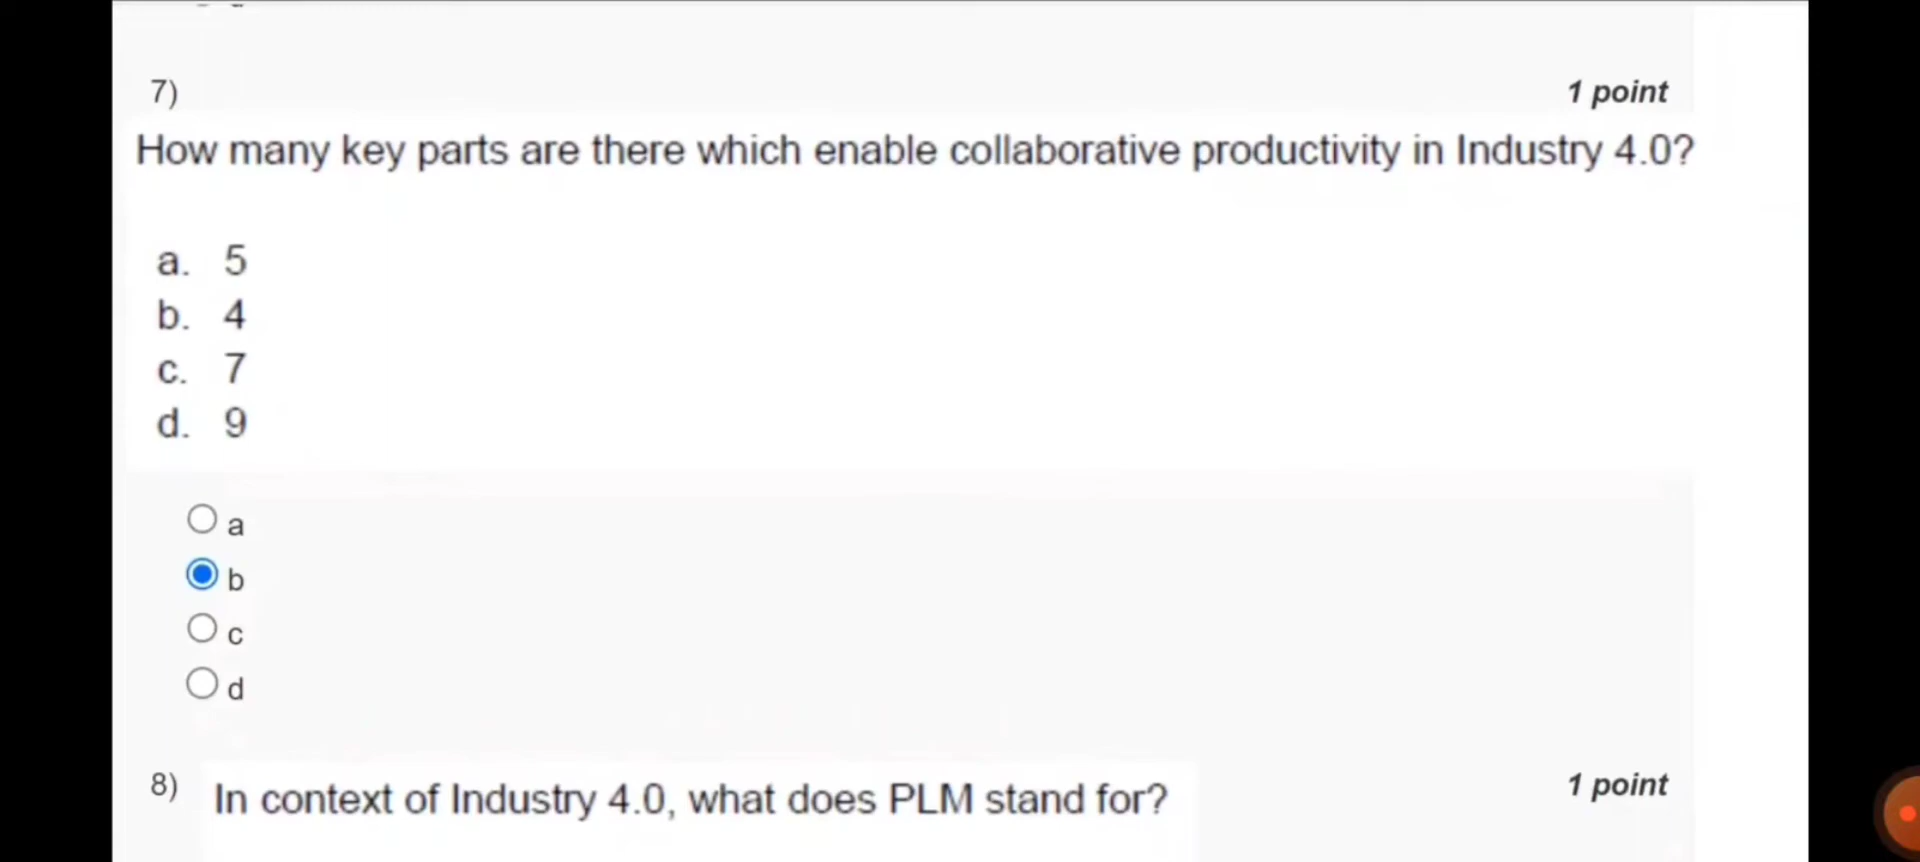 7)
1 point
How many key parts are there which enable collaborative productivity in Industry 4.0?
a. 5
b. 4
c. 7
d. 9
a
b
c
d
8)
1 point
In context of Industry 4.0, what does PLM stand for?